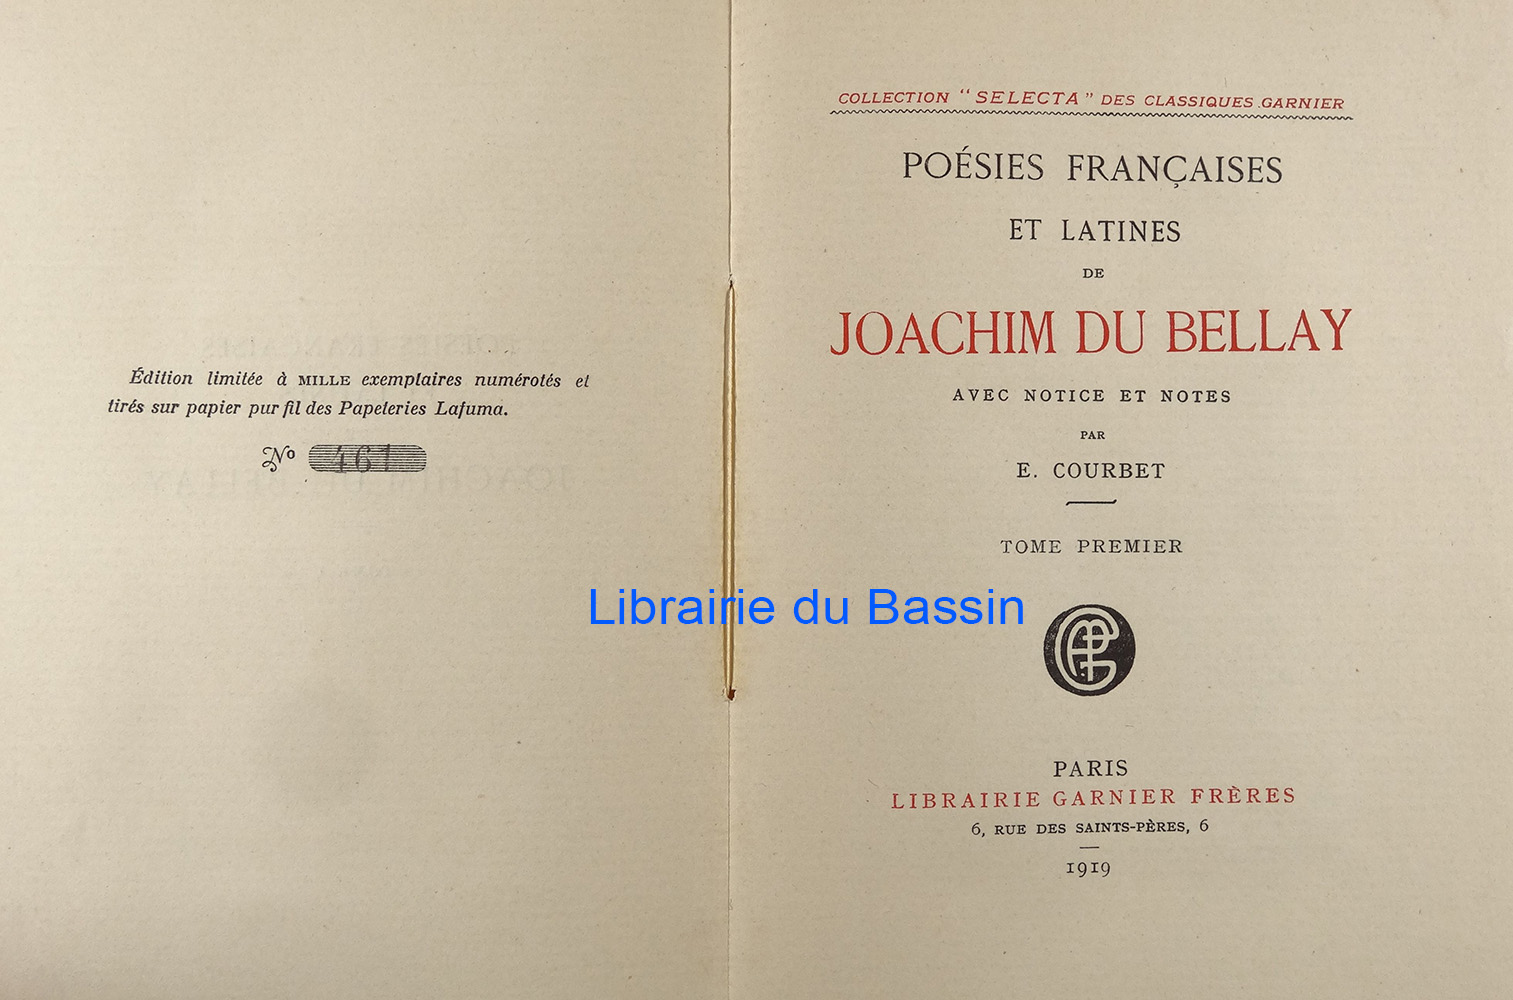 Édition limitée à MILLE exemplaires numérotés et
tirés sur papier pur fil des Papeteries Lafuma.
Nº 461
COLLECTION "SELECTA" DES CLASSIQUES GARNIER
POÉSIES FRANÇAISES
ET LATINES
DE
JOACHIM DU BELLAY
AVEC NOTICE ET NOTES
PAR
E. COURBET
TOME PREMIER
Librairie du Bassin
PARIS
LIBRAIRIE GARNIER FRÈRES
6, RUE DES SAINTS-PÈRES, 6
1919